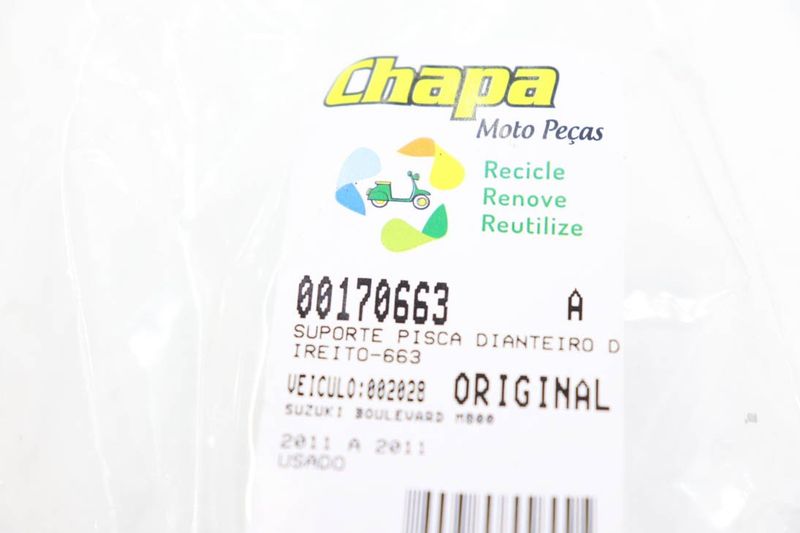 Chapa
Moto Peças
Recicle
Renove
Reutilize
00170663 A
SUPORTE PISCA DIANTEIRO D
IREITO-663
VEICULO:002028 ORIGINAL
SUZUKI BOULEVARD M800
2011 A 2011
USADO